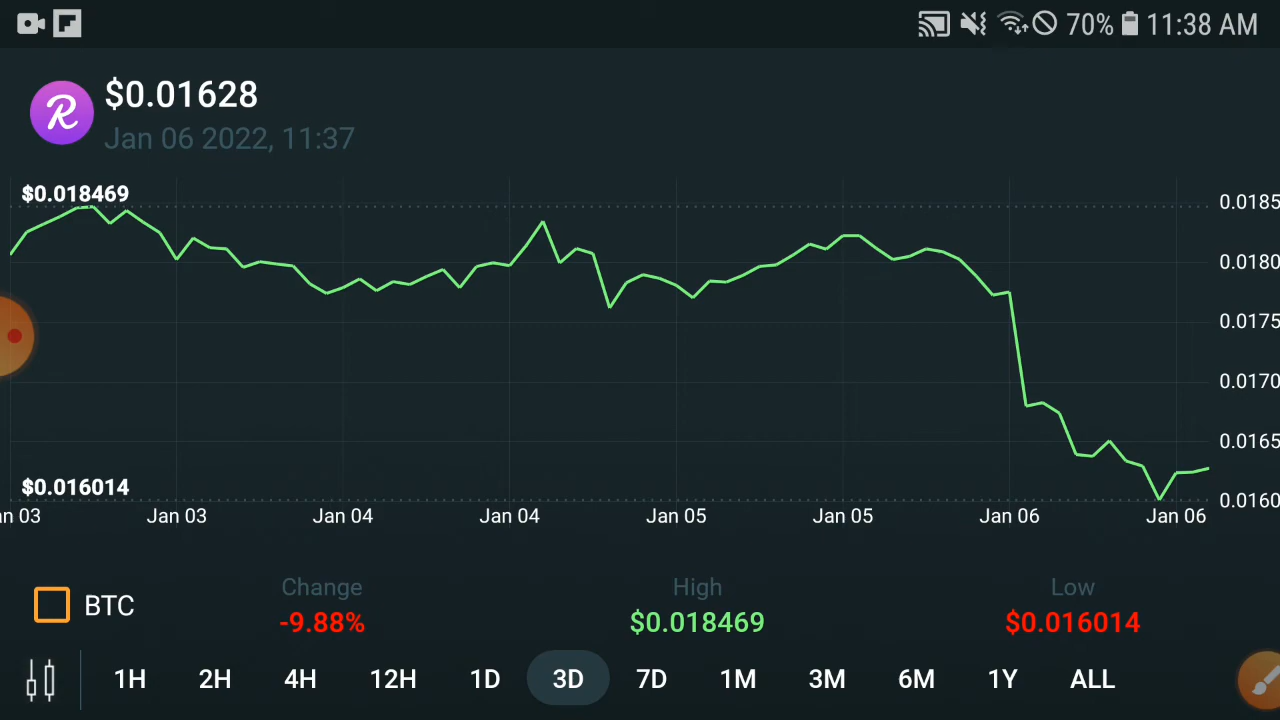 70% 11:38 AM
R
$0.01628
Jan 06 2022, 11:37
$0.018469
0.0185
0.0180
0.0175
0.0170
0.0165
$0.016014
0.0160
an 03 Jan 03 Jan 04 Jan 04 Jan 05 Jan 05 Jan 06 Jan 06
BTC
Change High Low
-9.88% $0.018469 $0.016014
1H 2H 4H 12H 1D 3D 7D 1M 3M 6M 1Y ALL